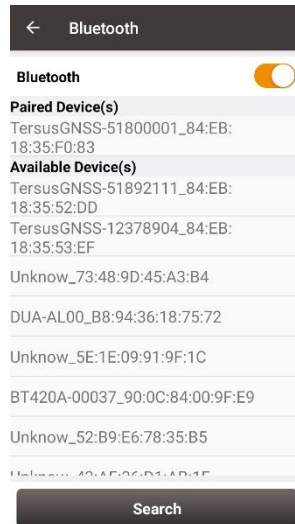 Bluetooth
Bluetooth
Paired Device(s)
TersusGNSS-51800001_84:EB:
18:35:F0:83
Available Device(s)
TersusGNSS-51892111_84:EB:
18:35:52:DD
TersusGNSS-12378904_84:EB:
18:35:53:EF
Unknow_73:48:9D:45:A3:B4
DUA-AL00_B8:94:36:18:75:72
Unknow_5E:1E:09:91:9F:1C
BT420A-00037_90:0C:84:00:9F:E9
Unknow_52:B9:E6:78:35:B5
Search